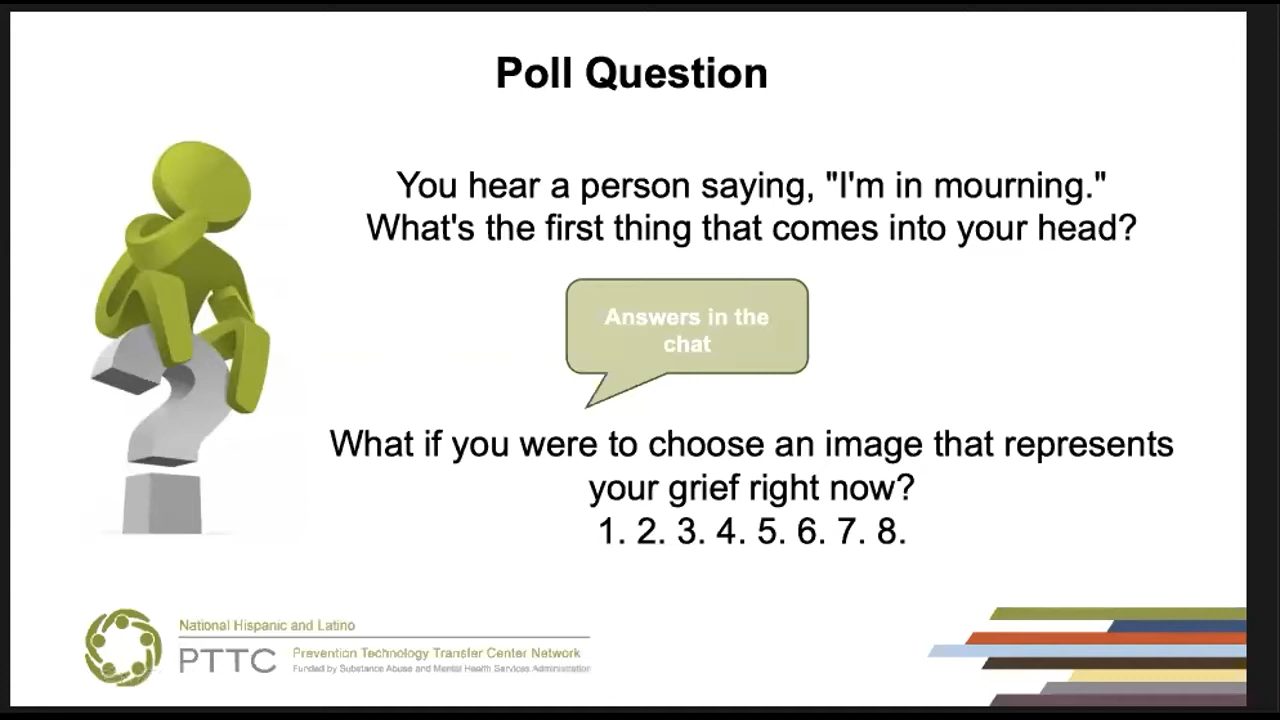 Poll Question
You hear a person saying, "I'm in mourning."
What's the first thing that comes into your head?
Answers in the
chat
What if you were to choose an image that represents
your grief right now?
1. 2. 3. 4. 5. 6. 7. 8.
National Hispanic and Latino
PTTC
Prevention Technology Transfer Center Network
Funded by Substance Abuse and Mental Health Services Administration